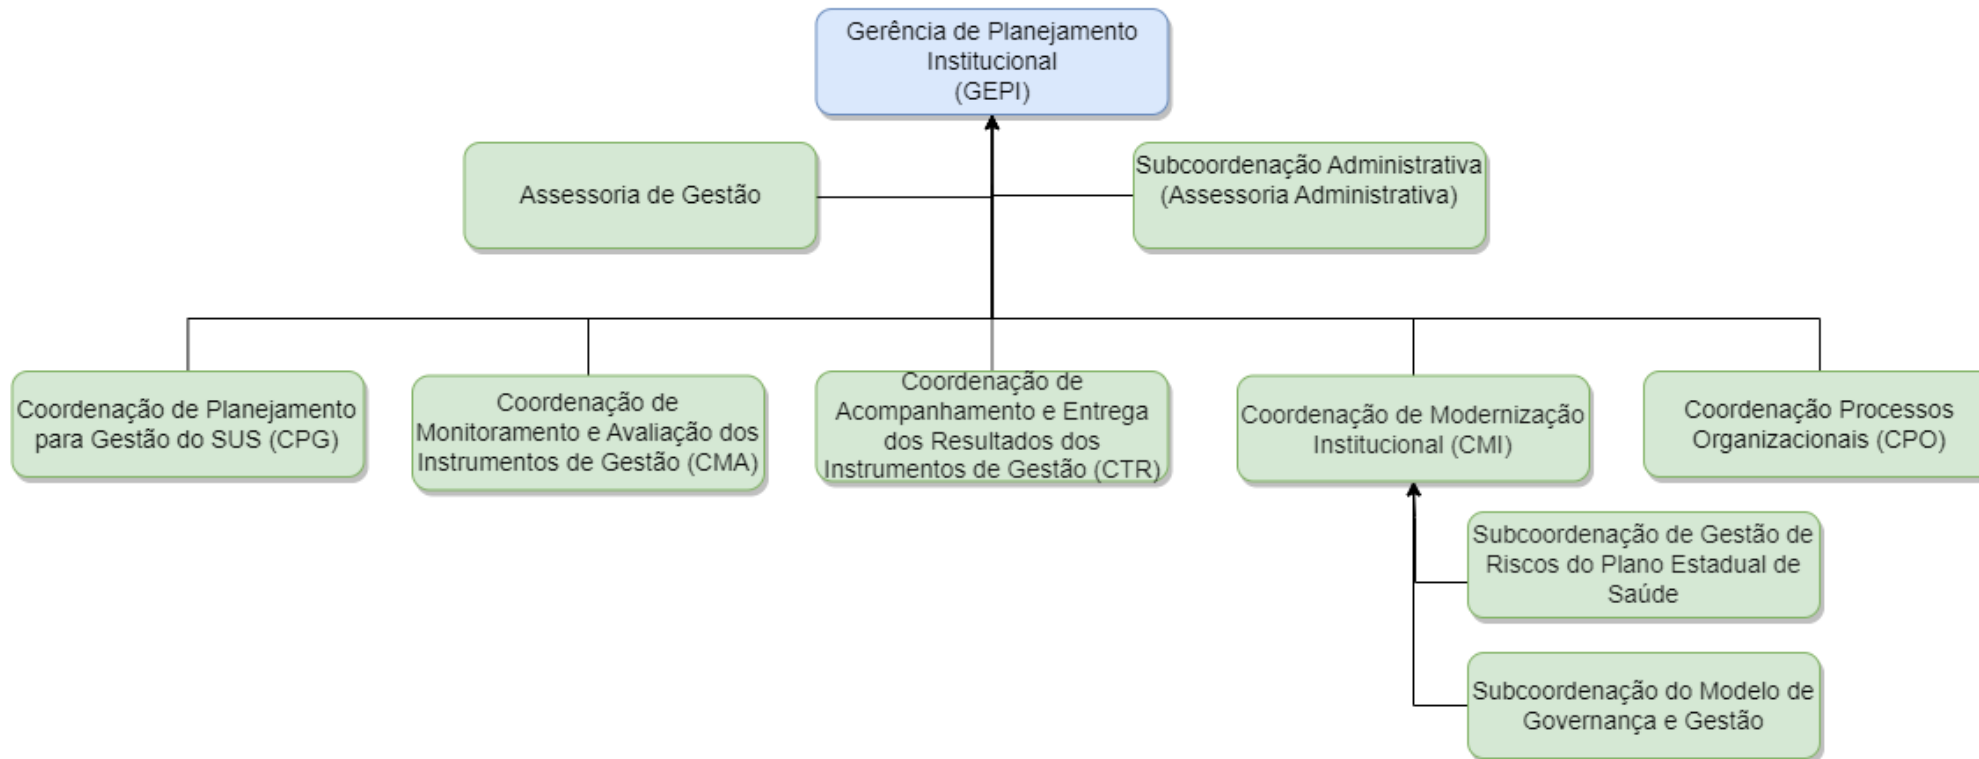 Gerência de Planejamento
Institucional
(GEPI)
Assessoria de Gestão
Subcoordenação Administrativa
(Assessoria Administrativa)
Coordenação de Planejamento
para Gestão do SUS (CPG)
Coordenação de
Monitoramento e Avaliação dos
Instrumentos de Gestão (CMA)
Coordenação de
Acompanhamento e Entrega
dos Resultados dos
Instrumentos de Gestão (CTR)
Coordenação de Modernização
Institucional (CMI)
Coordenação Processos
Organizacionais (CPO)
Subcoordenação de Gestão de
Riscos do Plano Estadual de
Saúde
Subcoordenação do Modelo de
Governança e Gestão